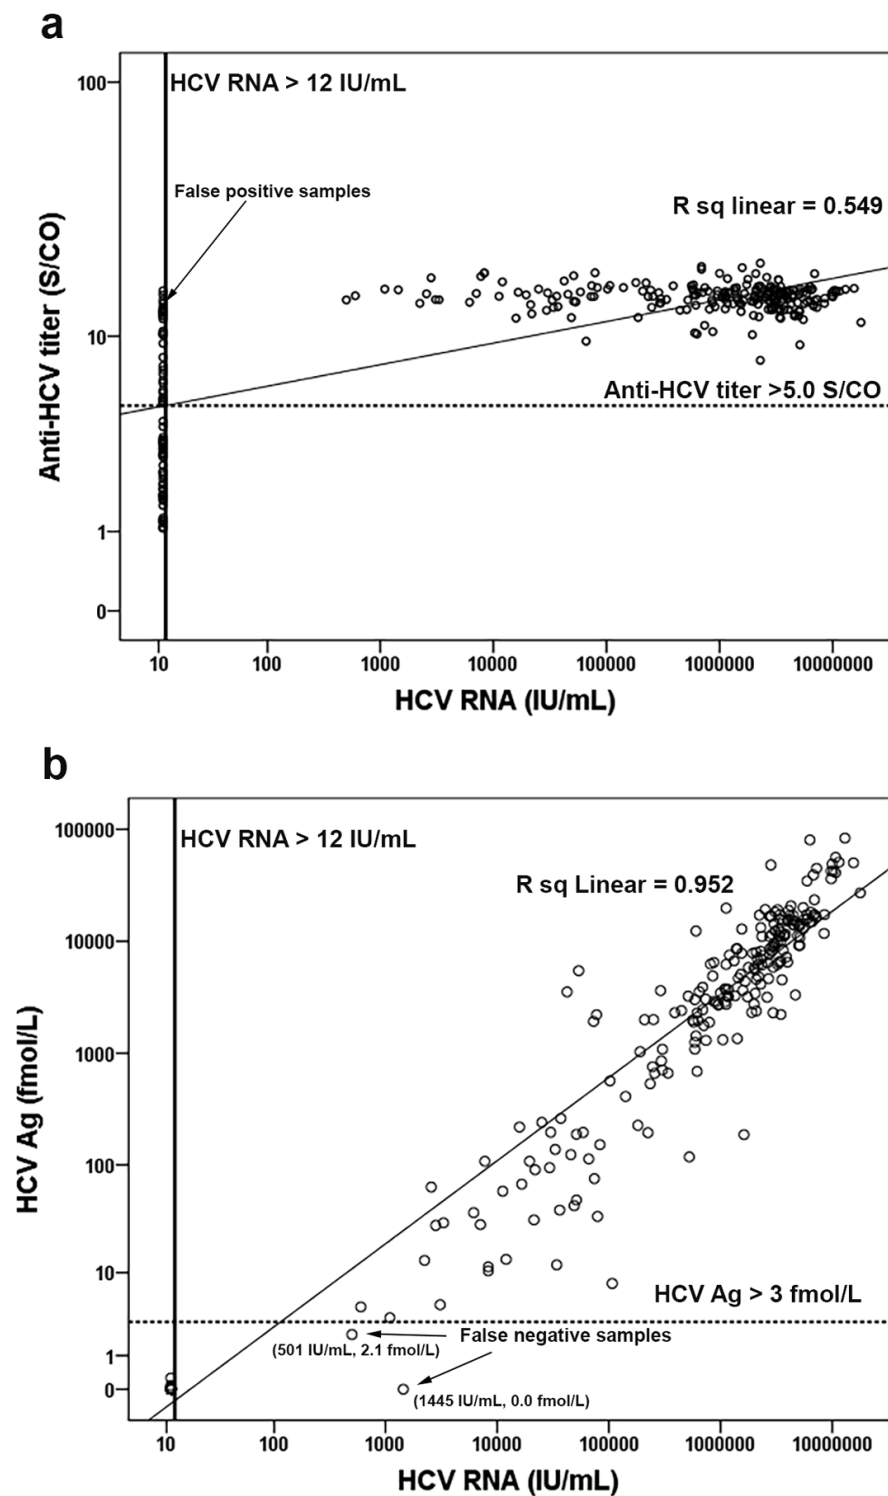 a
HCV RNA > 12 IU/mL
False positive samples
R sq linear = 0.549
Anti-HCV titer >5.0 S/CO
Anti-HCV titer (S/CO)
100
10
1
0
10 100 1000 10000 100000 1000000 10000000
HCV RNA (IU/mL)
b
HCV RNA > 12 IU/mL
R sq Linear = 0.952
HCV Ag > 3 fmol/L
False negative samples
(501 IU/mL, 2.1 fmol/L)
(1445 IU/mL, 0.0 fmol/L)
HCV Ag (fmol/L)
100000
10000
1000
100
10
1
0
10 100 1000 10000 100000 1000000 10000000
HCV RNA (IU/mL)